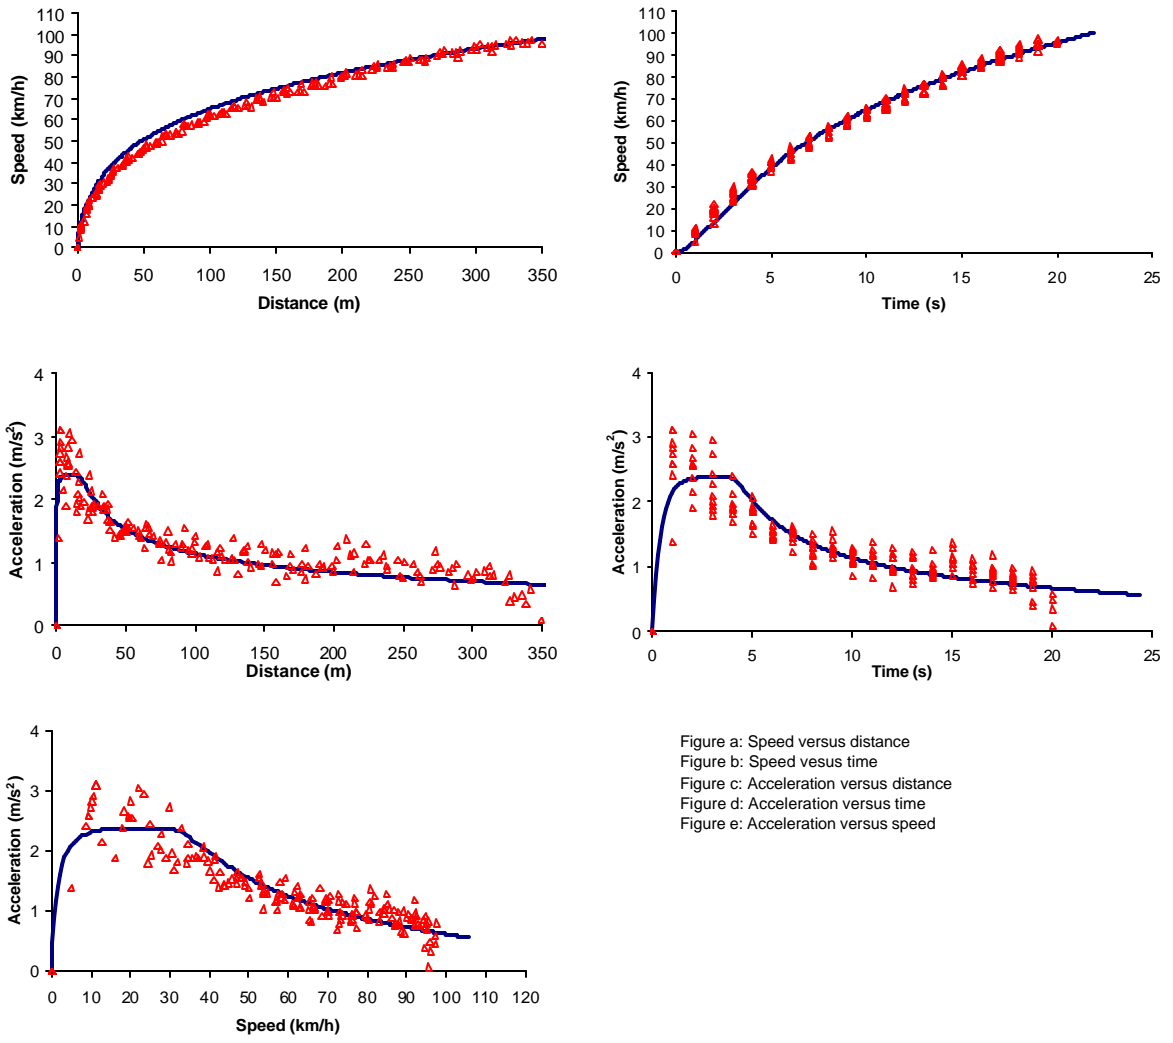 110
100
90
80
70
60
50
40
30
20
10
0
Speed (km/h)
0 50 100 150 200 250 300 350
Distance (m)
110
100
90
80
70
60
50
40
30
20
10
0
Speed (km/h)
0 5 10 15 20 25
Time (s)
4
3
2
1
0
Acceleration (m/s²)
0 50 100 150 200 250 300 350
Distance (m)
4
3
2
1
0
Acceleration (m/s²)
0 5 10 15 20 25
Time (s)
4
3
2
1
0
Acceleration (m/s²)
0 10 20 30 40 50 60 70 80 90 100 110 120
Speed (km/h)
Figure a: Speed versus distance
Figure b: Speed vesus time
Figure c: Acceleration versus distance
Figure d: Acceleration versus time
Figure e: Acceleration versus speed